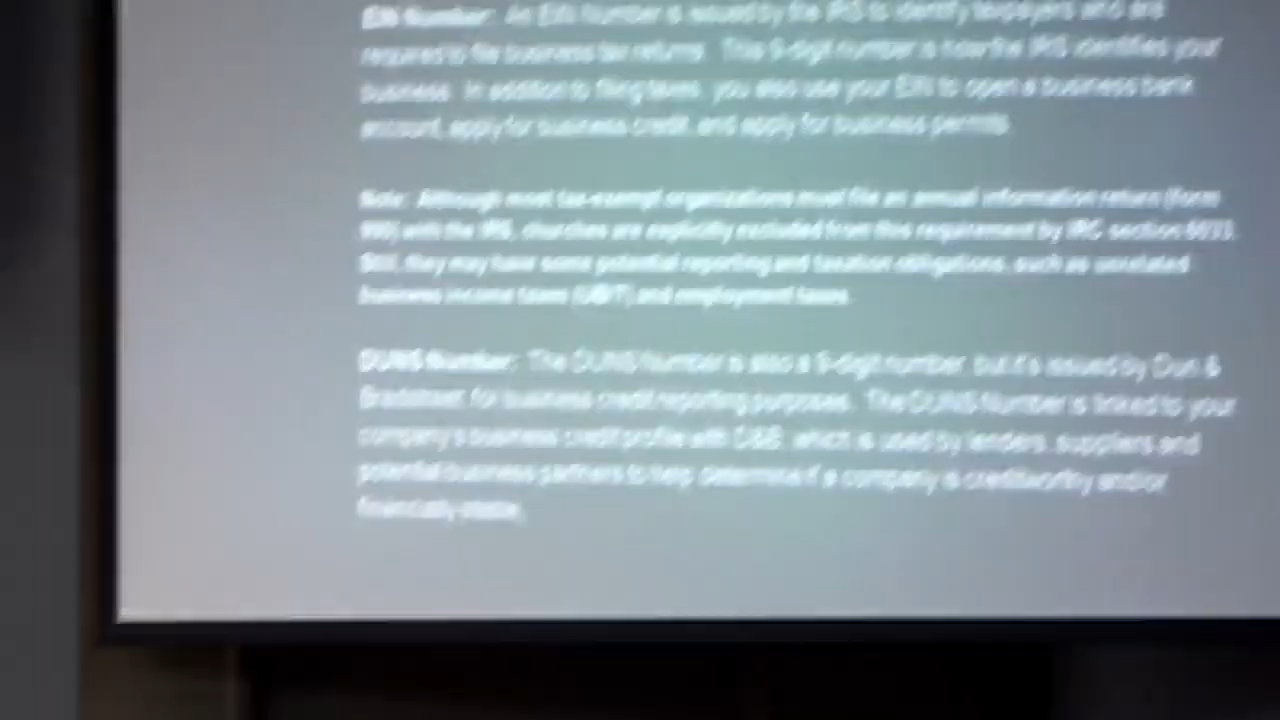 EIN Number: An EIN Number is issued by the IRS to identify taxpayers who are
required to file business tax returns. This 9-digit number is how the IRS identifies your
business. In addition to filing taxes, you also use your EIN to open a business bank
account, apply for business credit, and apply for business permits.
Note: Although most tax-exempt organizations must file an annual information return (Form
990) with the IRS, churches are explicitly excluded from this requirement by IRC section 6033.
Still, they may have some potential reporting and taxation obligations, such as unrelated
business income taxes (UBIT) and employment taxes.
DUNS Number: The DUNS Number is also a 9-digit number, but it's issued by Dun &
Bradstreet for business credit reporting purposes. The DUNS Number is linked to your
company's business credit profile with D&B, which is used by lenders, suppliers and
potential business partners to help determine if a company is creditworthy and/or
financially stable.